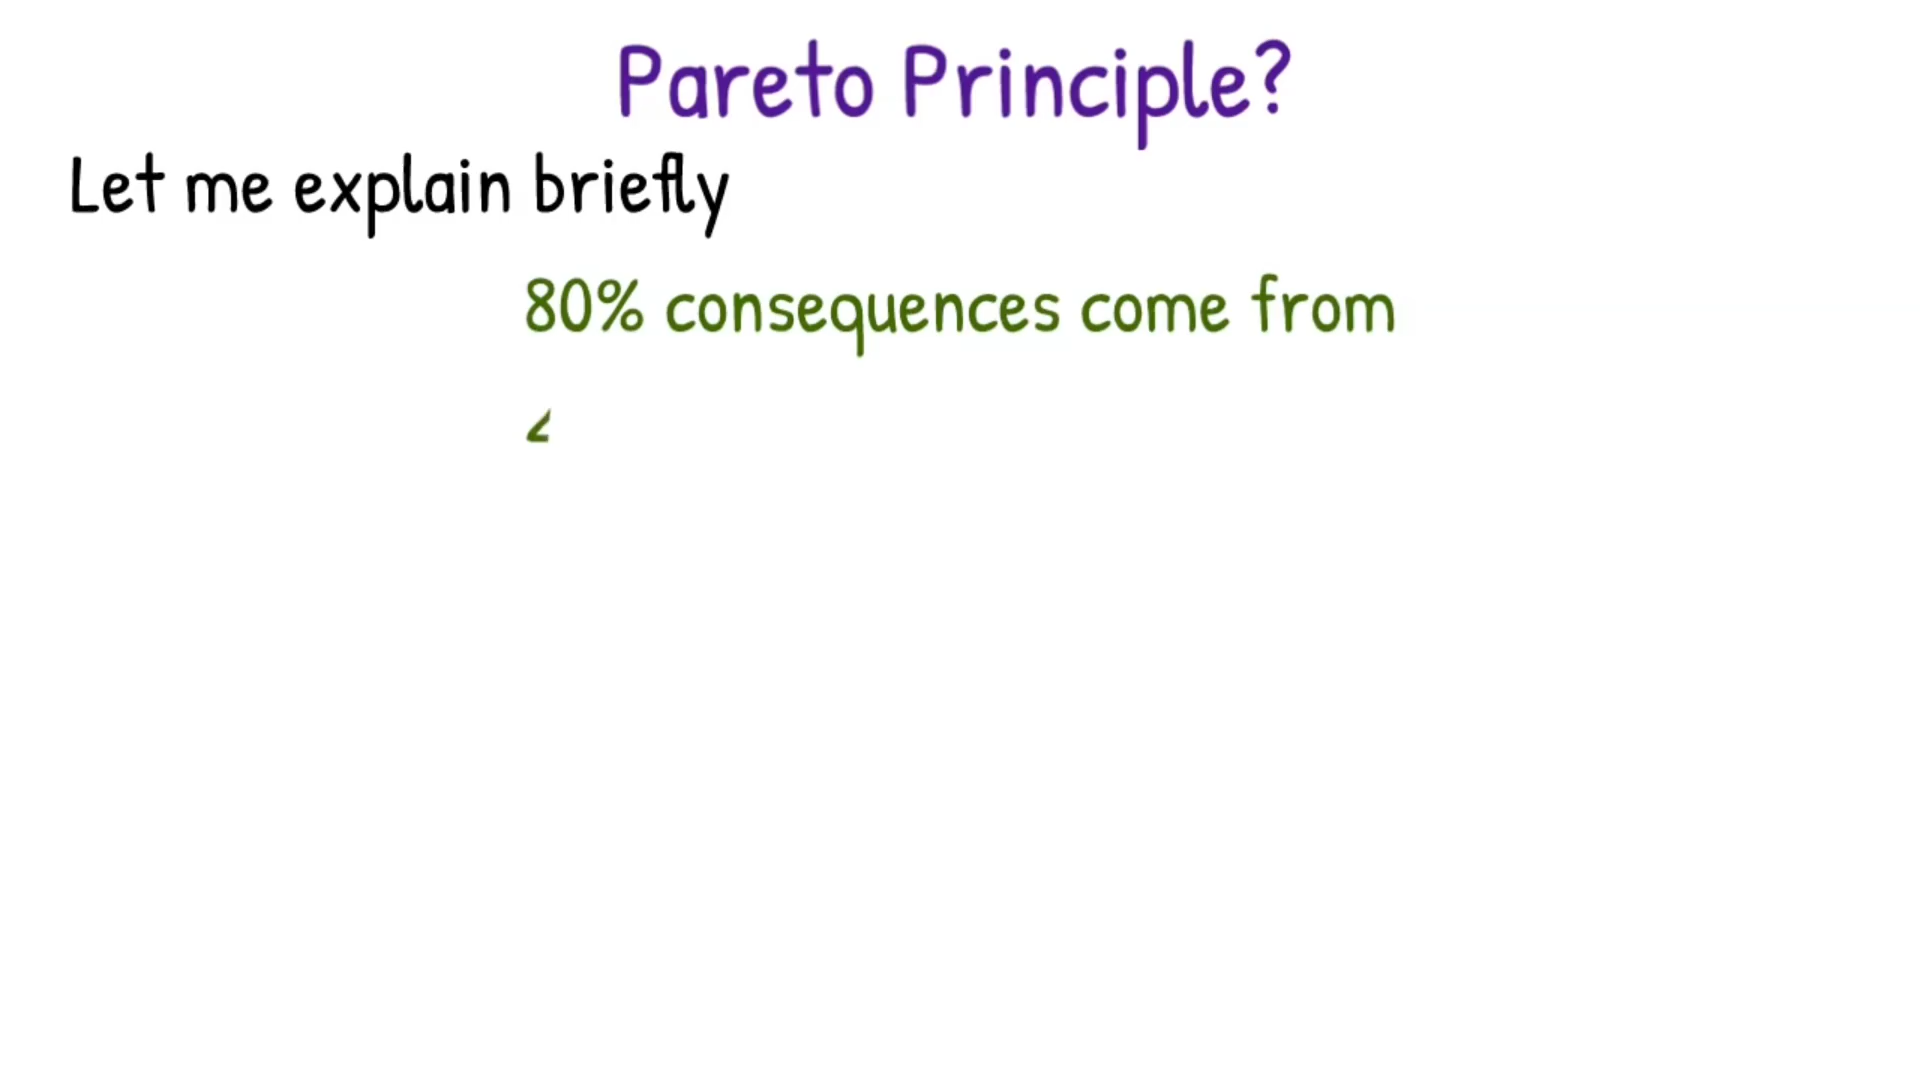 Pareto Principle?
Let me explain briefly
80% consequences come from